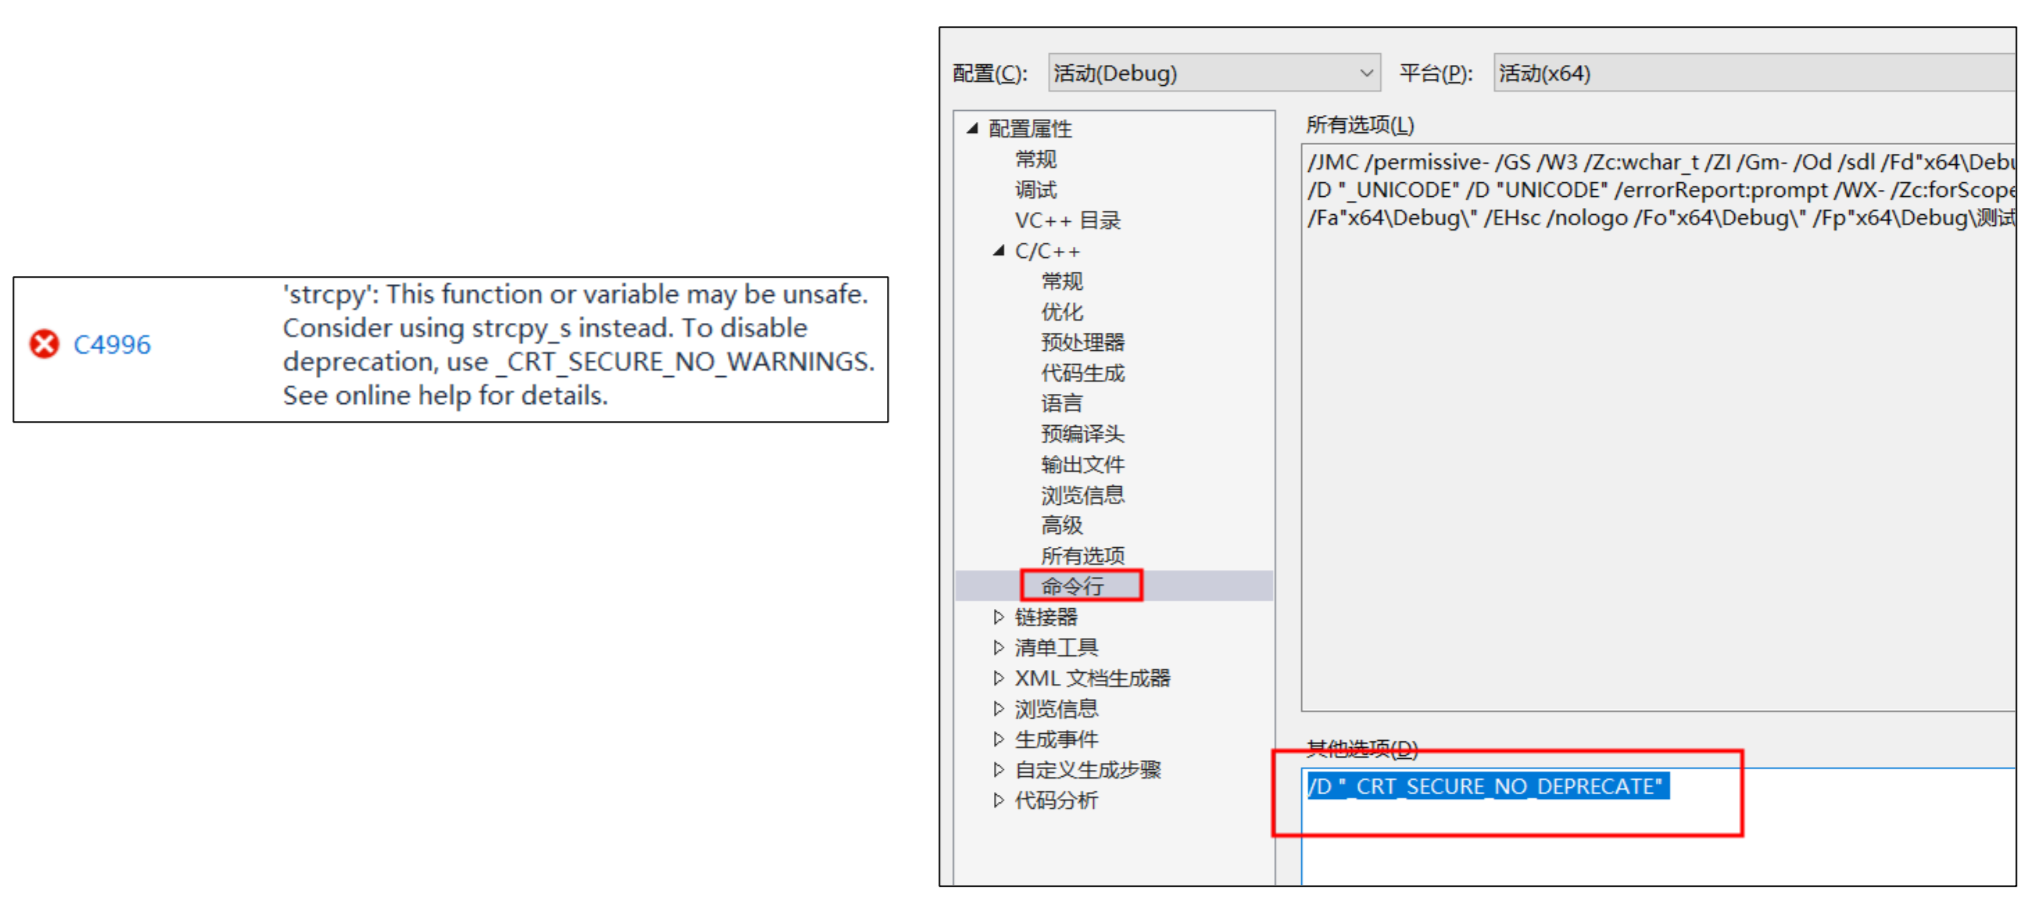 'strcpy': This function or variable may be unsafe.
Consider using strcpy_s instead. To disable
C4996
deprecation, use _CRT_SECURE_NO_WARNINGS.
See online help for details.
配置(C):
活动(Debug)
平台(P):
活动(x64)
配置属性
常规
调试
VC++ 目录
C/C++
常规
优化
预处理器
代码生成
语言
预编译头
输出文件
浏览信息
高级
所有选项
命令行
链接器
清单工具
XML 文档生成器
浏览信息
生成事件
自定义生成步骤
代码分析
所有选项(L)
/JMC /permissive- /GS /W3 /Zc:wchar_t /ZI /Gm- /Od /sdl /Fd"x64\Debu
/D "_UNICODE" /D "UNICODE" /errorReport:prompt /WX- /Zc:forScope
/Fa"x64\Debug\" /EHsc /nologo /Fo"x64\Debug\" /Fp"x64\Debug\测试
其他选项(D)
/D "_CRT_SECURE_NO_DEPRECATE"